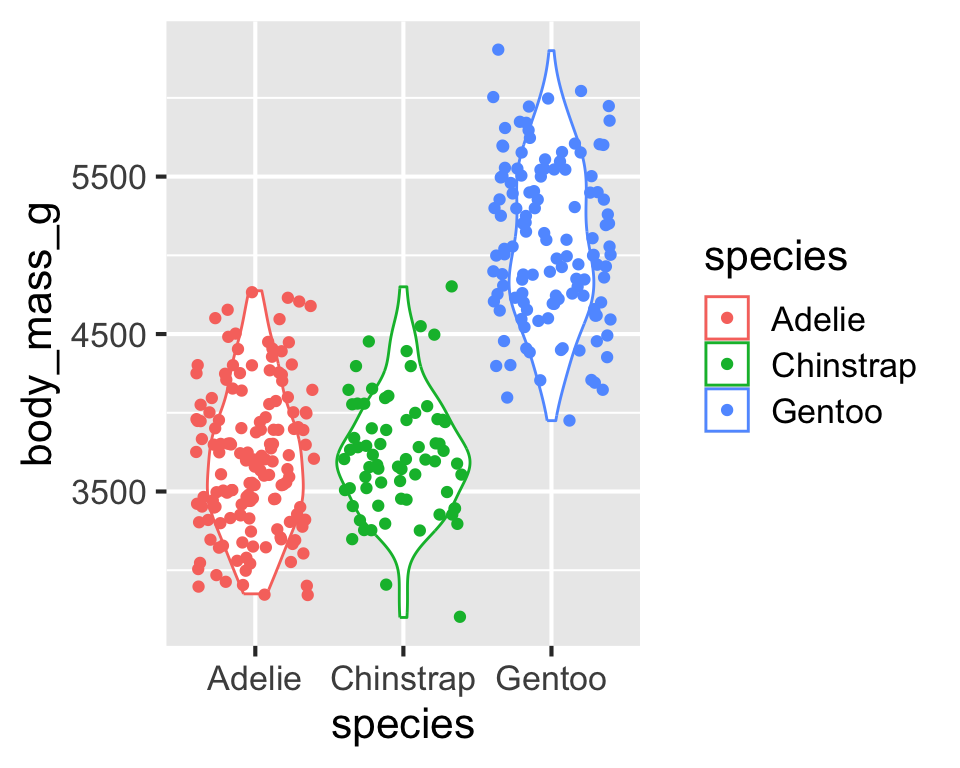 body_mass_g
5500
4500
3500
Adelie Chinstrap Gentoo
species
species
Adelie
Chinstrap
Gentoo